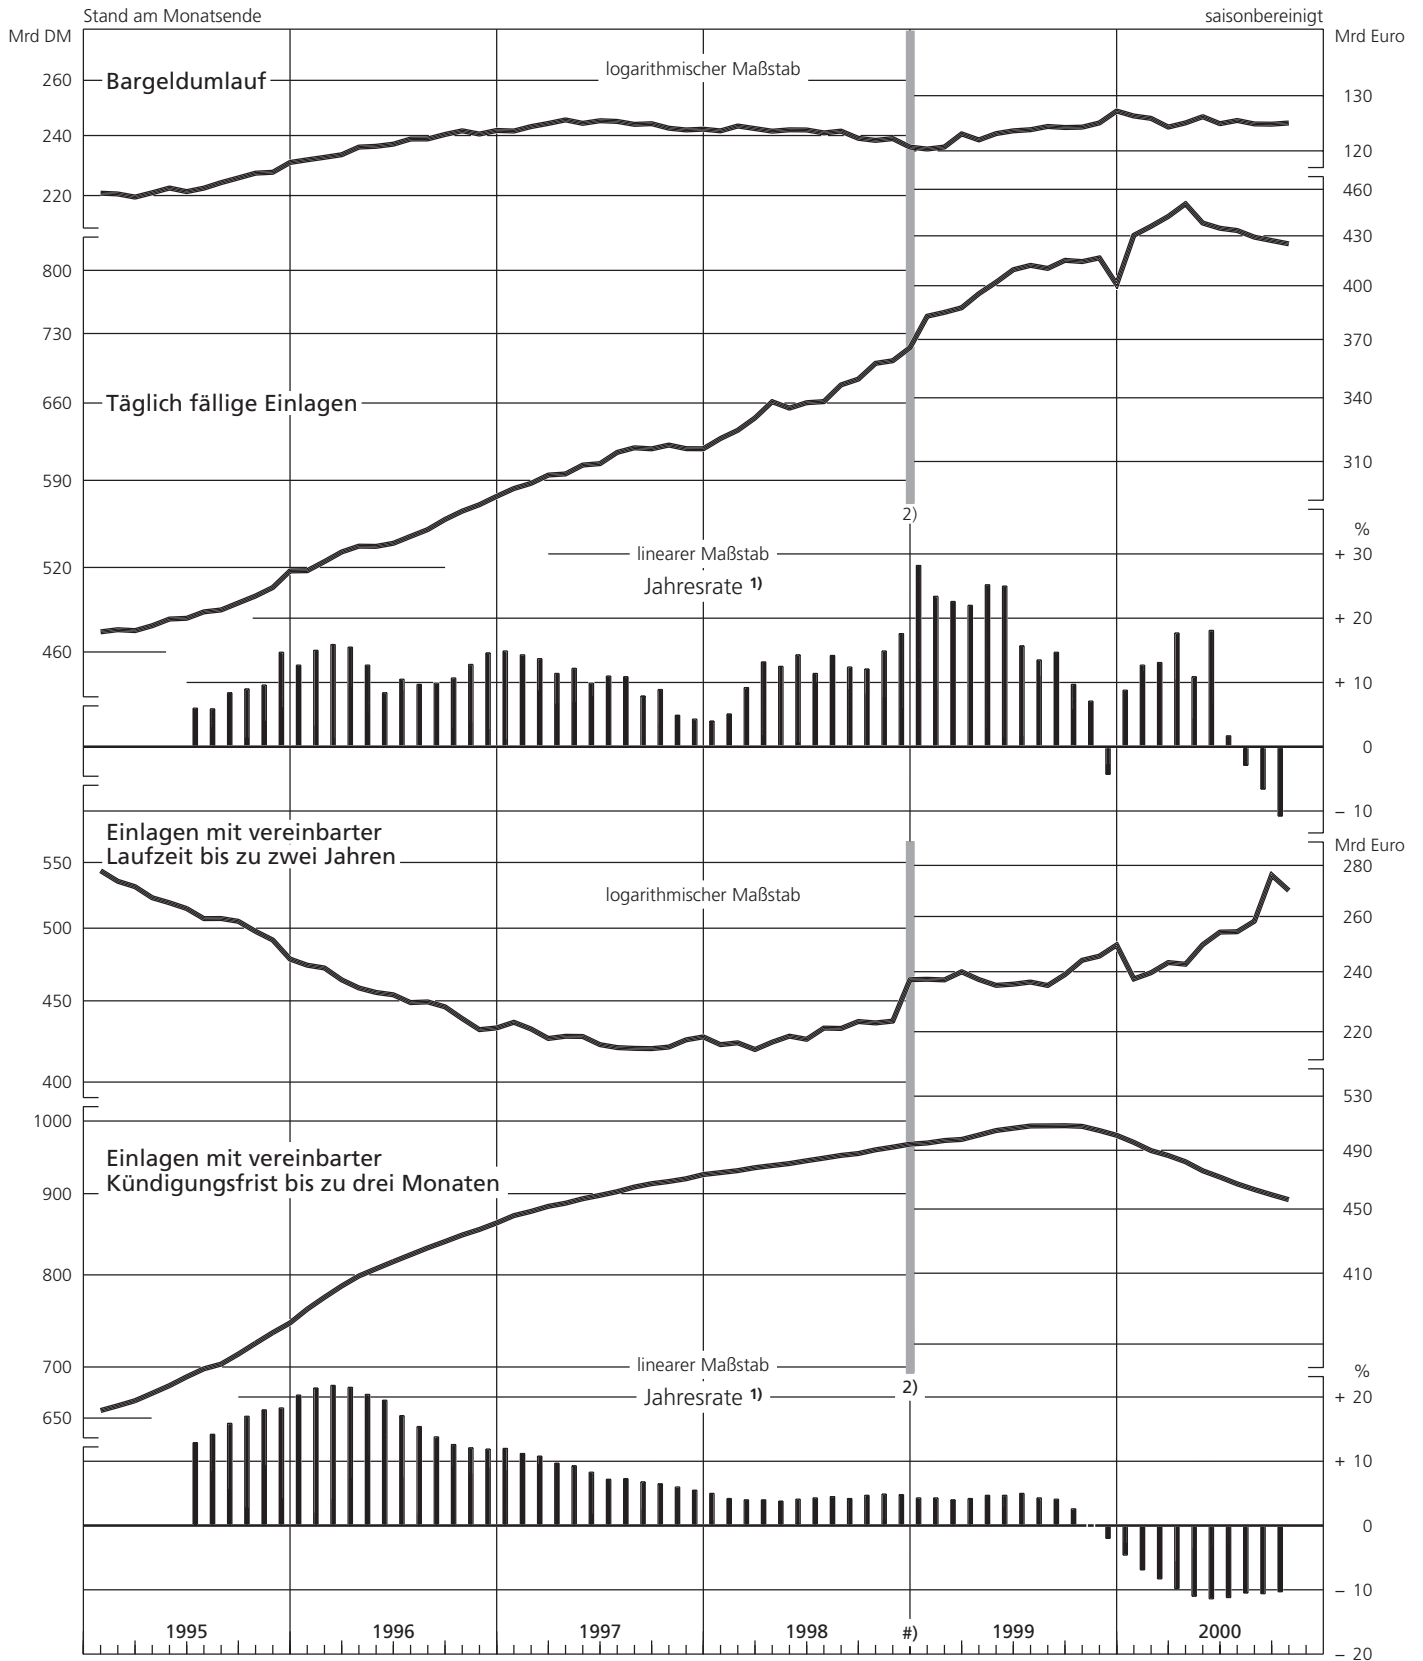 Stand am Monatsende
saisonbereinigt
Mrd DM
Mrd Euro
logarithmischer Maßstab
260
Bargeldumlauf
130
240
120
220
460
430
800
400
730
370
Täglich fällige Einlagen
660
340
310
590
2)
%
linearer Maßstab
+ 30
520
Jahresrate 1)
+ 20
460
+ 10
0
– 10
Einlagen mit vereinbarter
Laufzeit bis zu zwei Jahren
Mrd Euro
550
280
logarithmischer Maßstab
260
500
240
450
220
400
530
1000
490
Einlagen mit vereinbarter
Kündigungsfrist bis zu drei Monaten
900
450
800
410
700
linearer Maßstab
%
2)
Jahresrate 1)
+ 20
650
+ 10
0
– 10
1995 1996 1997 1998 #) 1999 2000
– 20